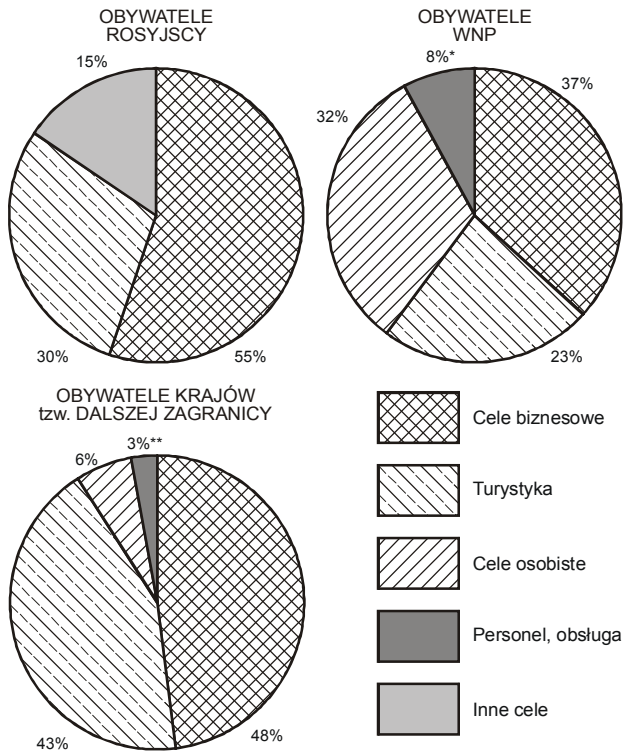 OBYWATELE
ROSYJSCY
15%
30%
55%
OBYWATELE
WNP
8%*
37%
32%
23%
OBYWATELE KRAJÓW
tzw. DALSZEJ ZAGRANICY
3%**
6%
43%
48%
Cele biznesowe
Turystyka
Cele osobiste
Personel, obsługa
Inne cele